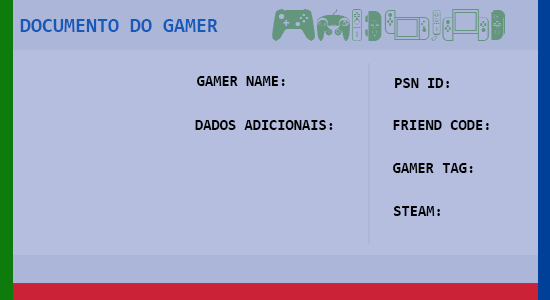 DOCUMENTO DO GAMER
GAMER NAME:
DADOS ADICIONAIS:
PSN ID:
FRIEND CODE:
GAMER TAG:
STEAM: